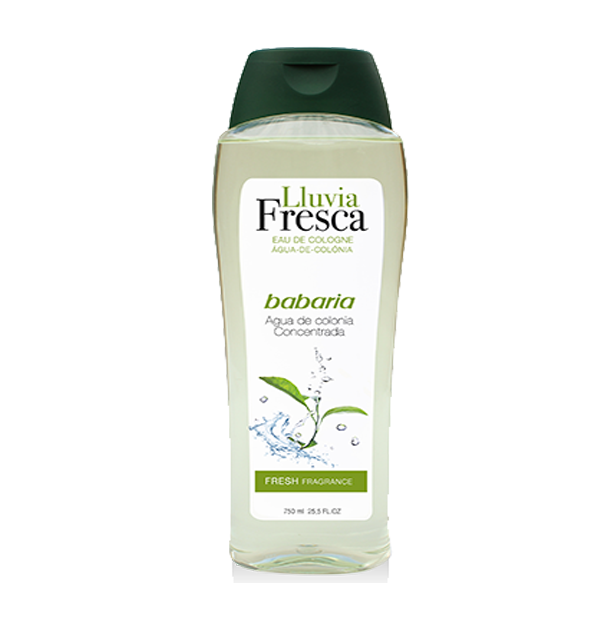 Lluvia
Fresca
EAU DE COLOGNE
ÁGUA-DE-COLÓNIA
babaria
Agua de colonia
Concentrada
FRESH FRAGRANCE
750 ml 25,5 FL.OZ